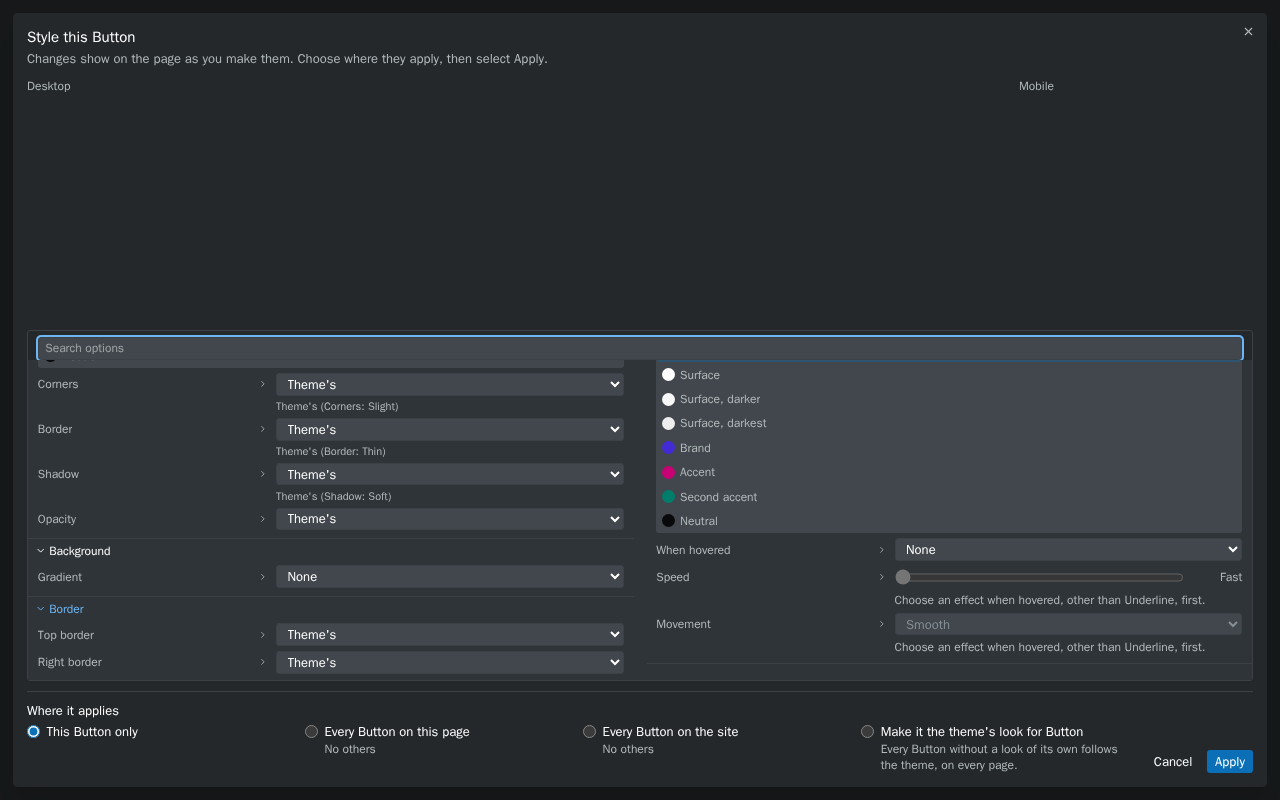 Style this Button
Changes show on the page as you make them. Choose where they apply, then select Apply.
Desktop
Mobile
Search options
Corners
Theme's
Theme's (Corners: Slight)
Border
Theme's
Theme's (Border: Thin)
Shadow
Theme's
Theme's (Shadow: Soft)
Opacity
Theme's
Background
Gradient
None
Border
Top border
Theme's
Right border
Theme's
Surface
Surface, darker
Surface, darkest
Brand
Accent
Second accent
Neutral
When hovered
None
Speed
Fast
Choose an effect when hovered, other than Underline, first.
Movement
Smooth
Choose an effect when hovered, other than Underline, first.
Where it applies
This Button only
Every Button on this page
No others
Every Button on the site
No others
Make it the theme's look for Button
Every Button without a look of its own follows
the theme, on every page.
Cancel
Apply